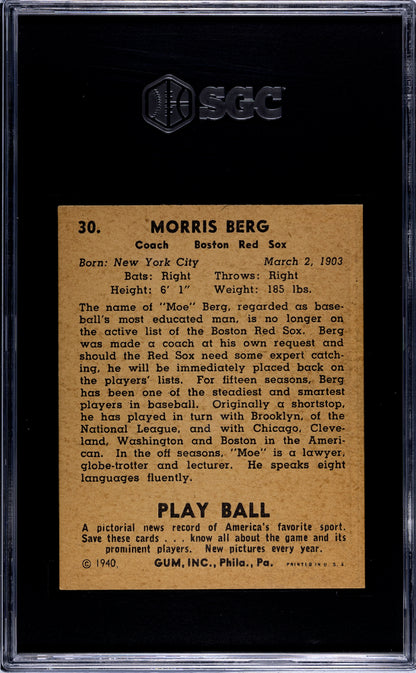 SGC
30. MORRIS BERG
Coach Boston Red Sox
Born: New York City March 2, 1903
Bats: Right Throws: Right
Height: 6' 1" Weight: 185 lbs.
The name of "Moe" Berg, regarded as base-
ball's most educated man, is no longer on
the active list of the Boston Red Sox. Berg
was made a coach at his own request and
should the Red Sox need some expert catch-
ing, he will be immediately placed back on
the players' lists. For fifteen seasons, Berg
has been one of the steadiest and smartest
players in baseball. Originally a shortstop,
he has played in turn with Brooklyn, of the
National League, and with Chicago, Cleve-
land, Washington and Boston in the Ameri-
can. In the off seasons, "Moe" is a lawyer,
globe-trotter and lecturer. He speaks eight
languages fluently.
PLAY BALL
A pictorial news record of America's favorite sport.
Save these cards . . . know all about the game and its
prominent players. New pictures every year.
© 1940 GUM, INC., Phila., Pa. PRINTED IN U. S. A.